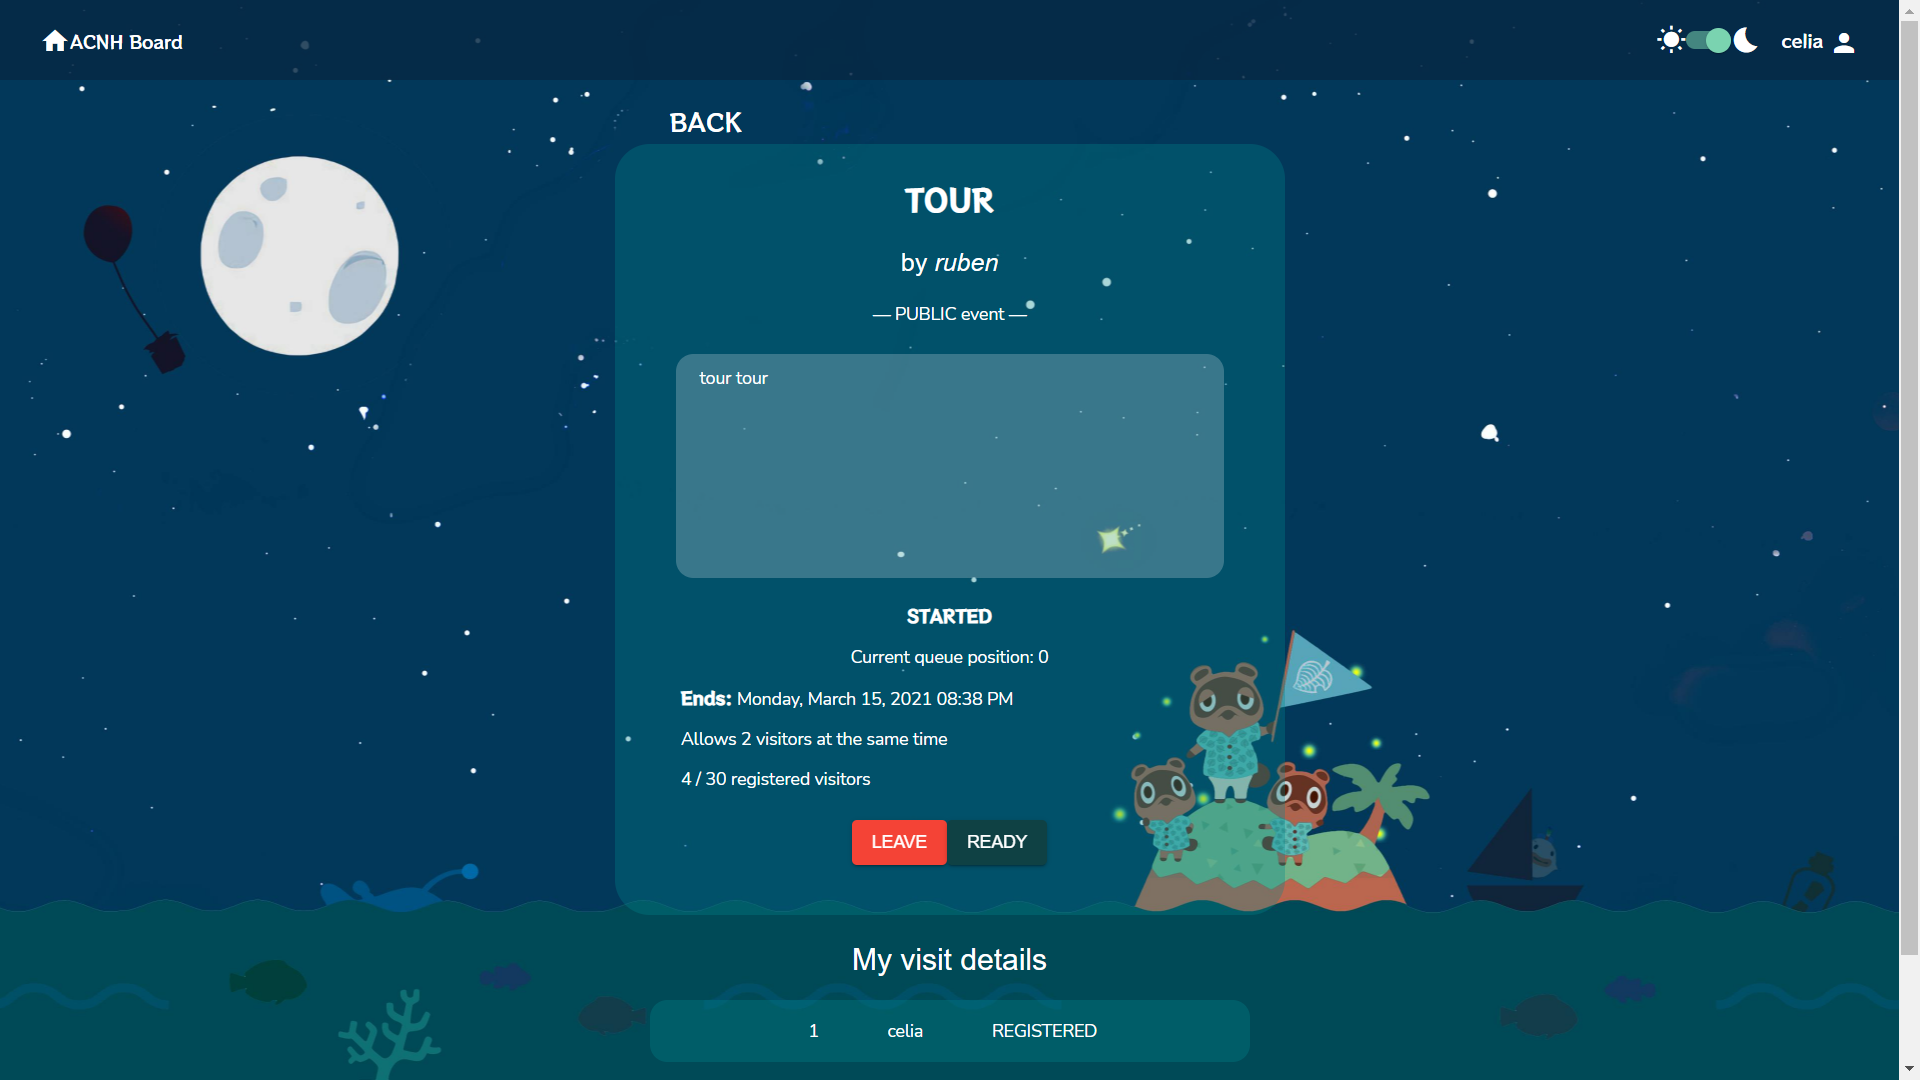 ACNH Board
celia
BACK
TOUR
by ruben
— PUBLIC event —
tour tour
STARTED
Current queue position: 0
Ends: Monday, March 15, 2021 08:38 PM
Allows 2 visitors at the same time
4 / 30 registered visitors
LEAVE READY
My visit details
1 celia REGISTERED